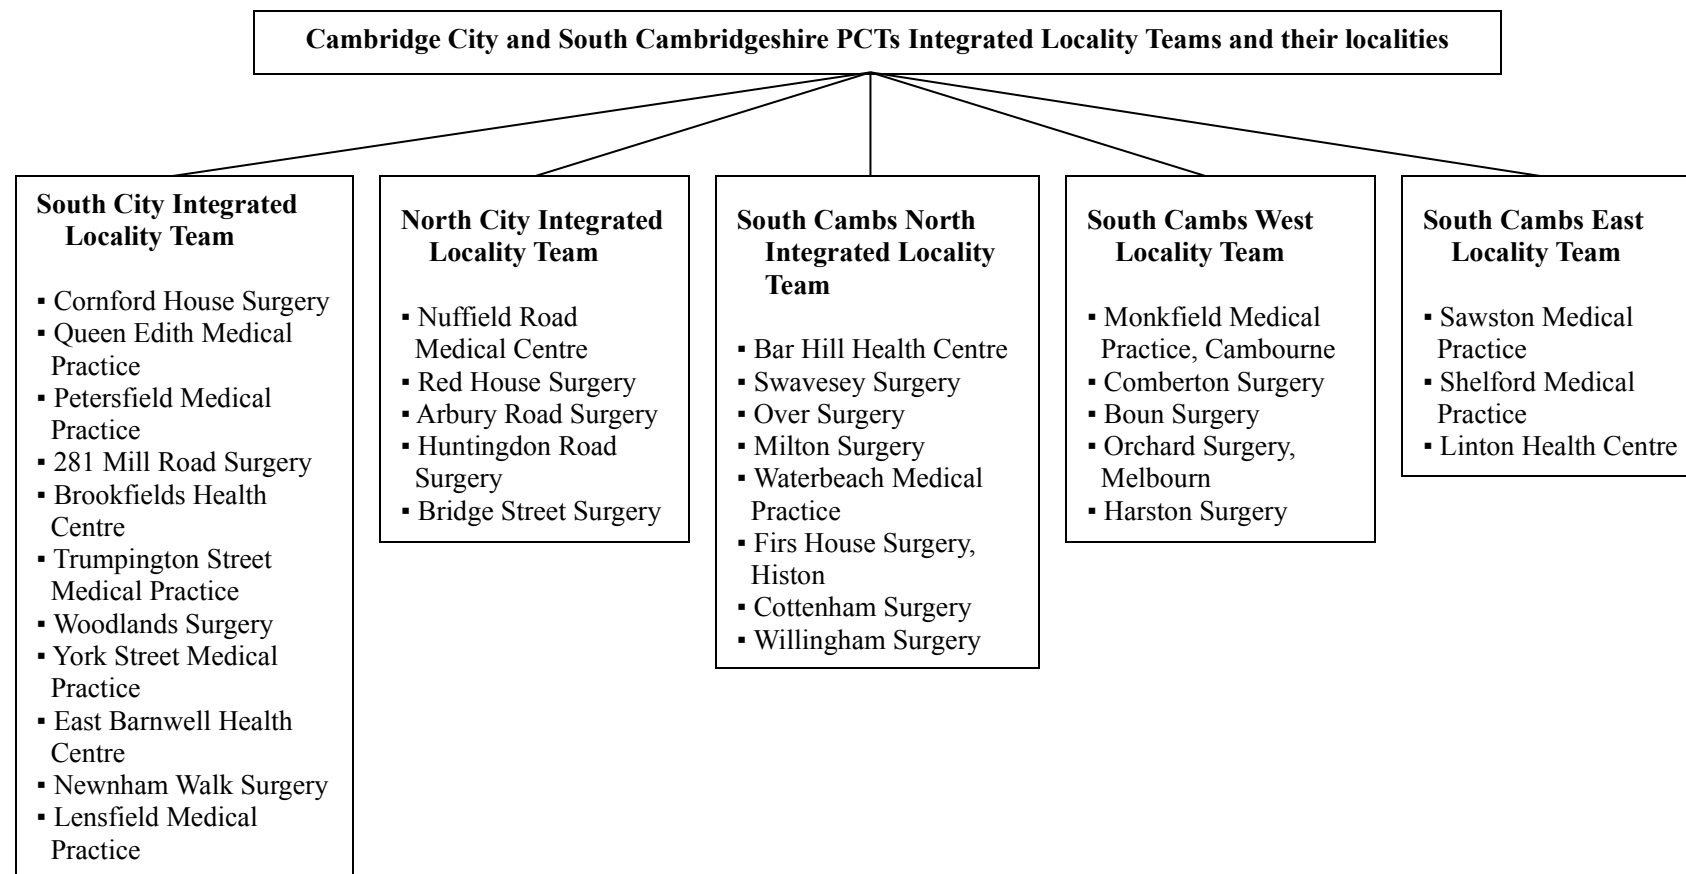 Cambridge City and South Cambridgeshire PCTs Integrated Locality Teams and their localities
South City Integrated
Locality Team
▪ Cornford House Surgery
▪ Queen Edith Medical
Practice
▪ Petersfield Medical
Practice
▪ 281 Mill Road Surgery
▪ Brookfields Health
Centre
▪ Trumpington Street
Medical Practice
▪ Woodlands Surgery
▪ York Street Medical
Practice
▪ East Barnwell Health
Centre
▪ Newnham Walk Surgery
▪ Lensfield Medical
Practice
North City Integrated
Locality Team
▪ Nuffield Road
Medical Centre
▪ Red House Surgery
▪ Arbury Road Surgery
▪ Huntingdon Road
Surgery
▪ Bridge Street Surgery
South Cambs North
Integrated Locality
Team
▪ Bar Hill Health Centre
▪ Swavesey Surgery
▪ Over Surgery
▪ Milton Surgery
▪ Waterbeach Medical
Practice
▪ Firs House Surgery,
Histon
▪ Cottenham Surgery
▪ Willingham Surgery
South Cambs West
Locality Team
▪ Monkfield Medical
Practice, Cambourne
▪ Comberton Surgery
▪ Boun Surgery
▪ Orchard Surgery,
Melbourn
▪ Harston Surgery
South Cambs East
Locality Team
▪ Sawston Medical
Practice
▪ Shelford Medical
Practice
▪ Linton Health Centre